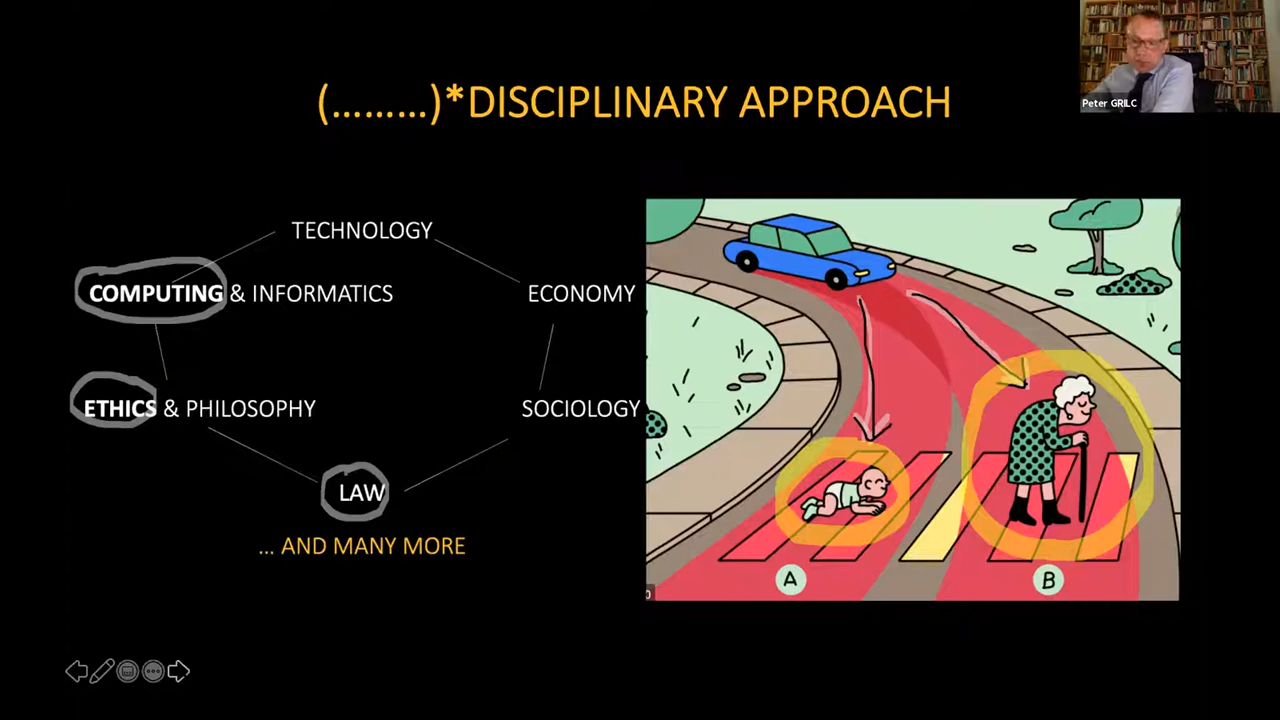 Peter GRILC
(.........)*DISCIPLINARY APPROACH
TECHNOLOGY
COMPUTING & INFORMATICS
ECONOMY
ETHICS & PHILOSOPHY
SOCIOLOGY
LAW
... AND MANY MORE
A
B